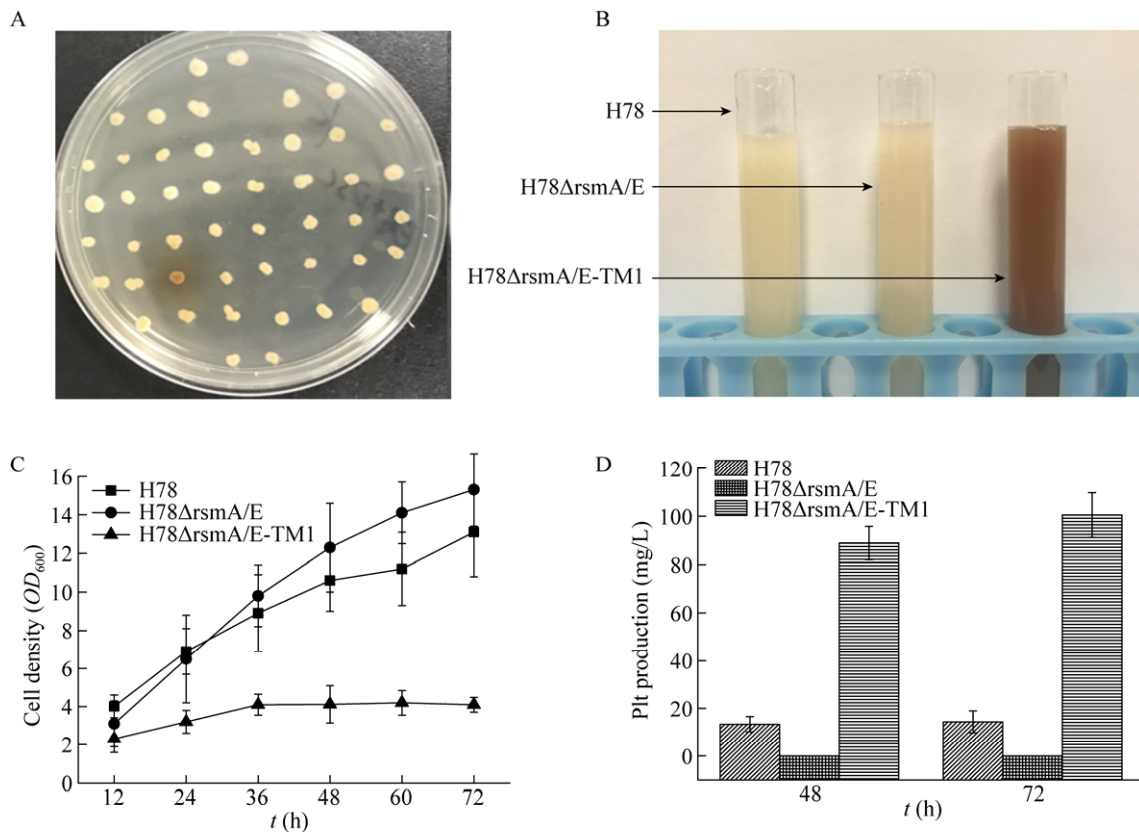 A
B
H78
H78ΔrsmA/E
H78ΔrsmA/E-TM1
C
Cell density (OD600)
16
14
12
10
8
6
4
2
0
H78
H78ΔrsmA/E
H78ΔrsmA/E-TM1
12 24 36 48 60 72
t (h)
D
Plt production (mg/L)
120
100
80
60
40
20
0
H78
H78ΔrsmA/E
H78ΔrsmA/E-TM1
48 72
t (h)